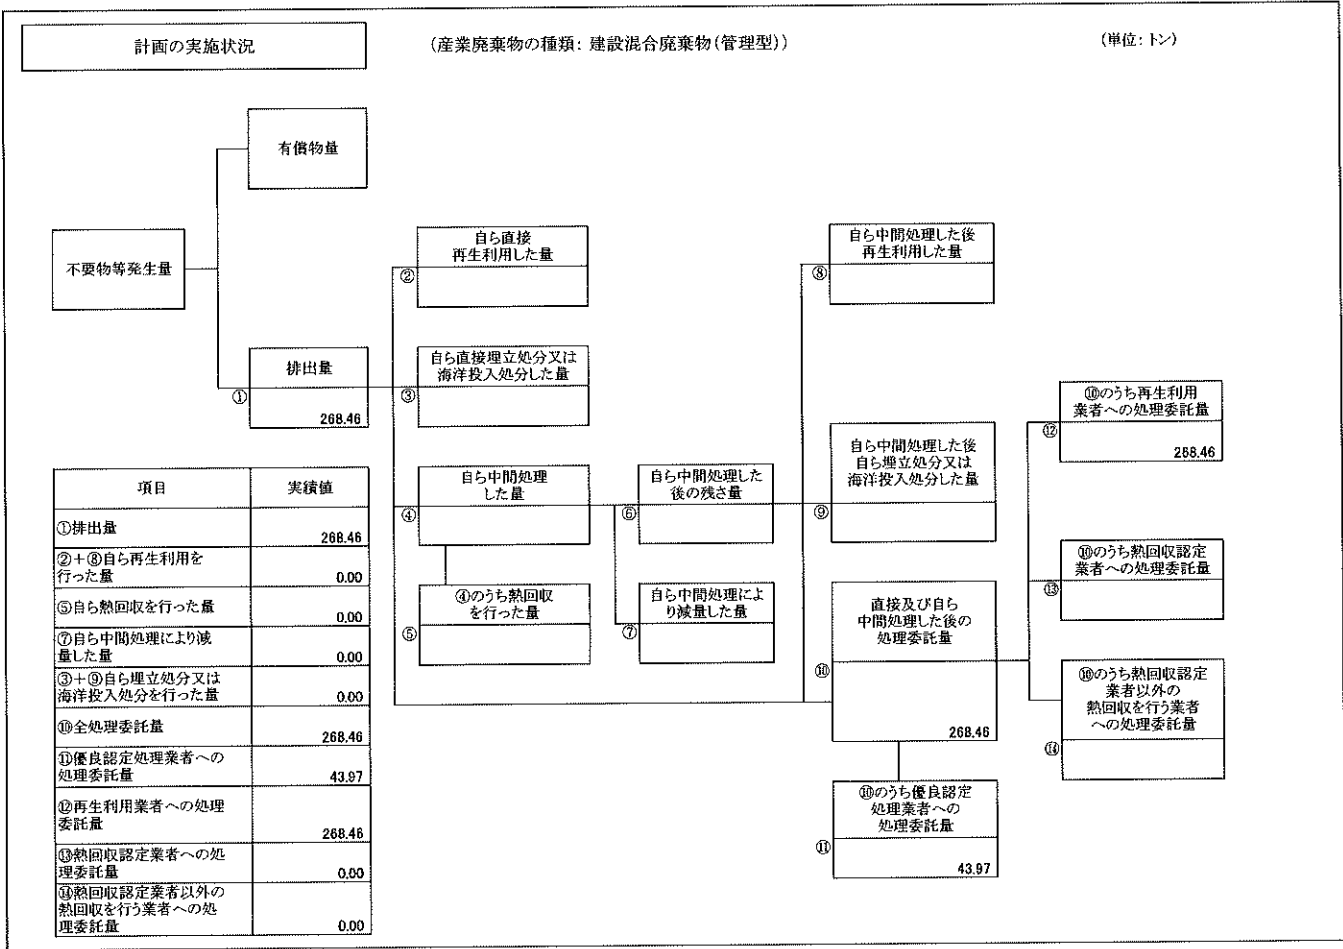 計画の実施状況
(産業廃棄物の種類: 建設混合廃棄物(管理型))
(単位: トン)
有償物量
不要物等発生量
排出量
①
268.46
自ら直接
再生利用した量
②
自ら直接埋立処分又は
海洋投入処分した量
③
自ら中間処理
した量
④
④のうち熱回収
を行った量
⑤
自ら中間処理した
後の残さ量
⑥
自ら中間処理によ
り減量した量
⑦
自ら中間処理した後
再生利用した量
⑧
自ら中間処理した後
自ら埋立処分又は
海洋投入処分した量
⑨
直接及び自ら
中間処理した後の
処理委託量
⑩
268.46
⑩のうち優良認定
処理業者への
処理委託量
⑪
43.97
⑩のうち再生利用
業者への処理委託量
⑫
268.46
⑩のうち熱回収認定
業者への処理委託量
⑬
⑩のうち熱回収認定
業者以外の
熱回収を行う業者
への処理委託量
⑭
項目 実績値
①排出量 268.46
②+⑧自ら再生利用を
行った量 0.00
⑤自ら熱回収を行った量 0.00
⑦自ら中間処理により減
量した量 0.00
③+⑨自ら埋立処分又は
海洋投入処分を行った量 0.00
⑩全処理委託量 268.46
⑪優良認定処理業者への
処理委託量 43.97
⑫再生利用業者への処理
委託量 268.46
⑬熱回収認定業者への処
理委託量 0.00
⑭熱回収認定業者以外の
熱回収を行う業者への処
理委託量 0.00